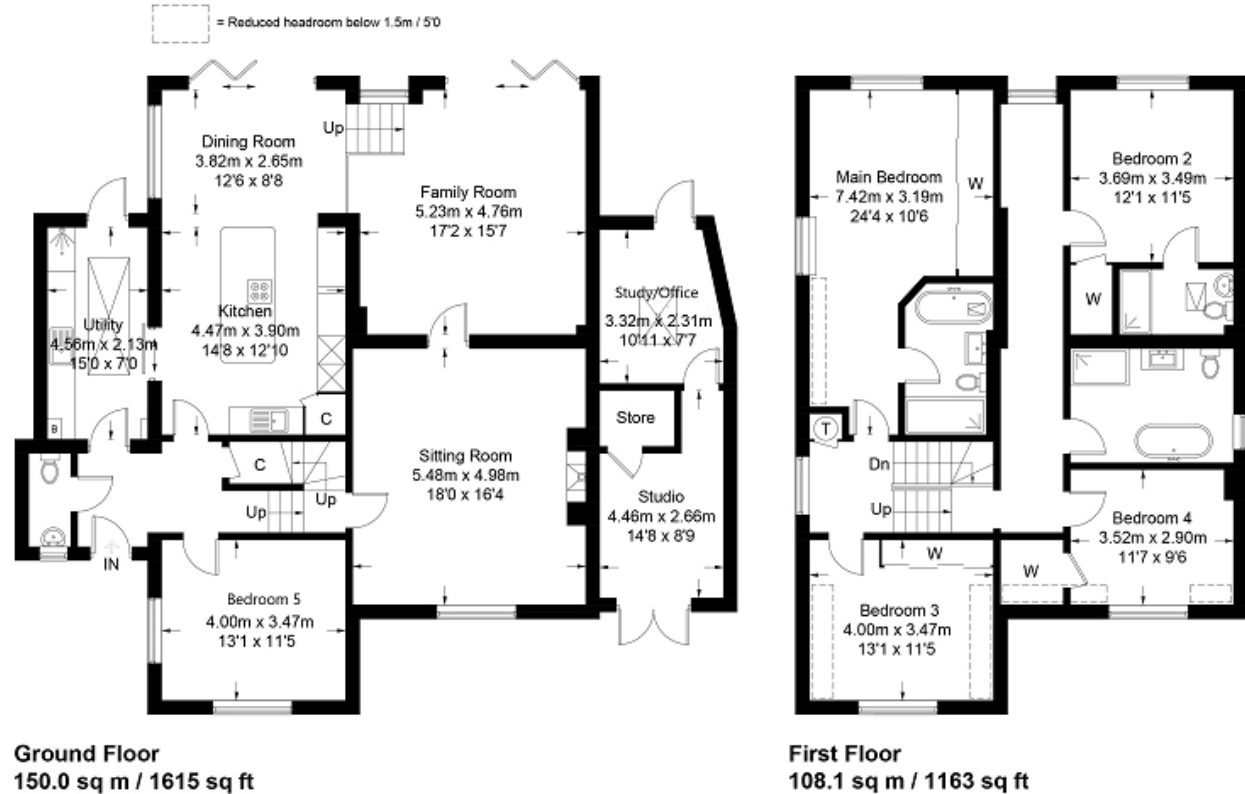 = Reduced headroom below 1.5m / 5'0
Up
Dining Room
3.82m x 2.65m
12'6 x 8'8
Family Room
5.23m x 4.76m
17'2 x 15'7
Utility
4.56m x 2.13m
15'0 x 7'0
B
Kitchen
4.47m x 3.90m
14'8 x 12'10
C
Study/Office
3.32m x 2.31m
10'11 x 7'7
Store
C
Up
Up
Sitting Room
5.48m x 4.98m
18'0 x 16'4
Studio
4.46m x 2.66m
14'8 x 8'9
IN
Bedroom 5
4.00m x 3.47m
13'1 x 11'5
Ground Floor
150.0 sq m / 1615 sq ft
Main Bedroom
7.42m x 3.19m
24'4 x 10'6
W
Bedroom 2
3.69m x 3.49m
12'1 x 11'5
W
T
Dn
Up
Bedroom 4
3.52m x 2.90m
11'7 x 9'6
W
W
Bedroom 3
4.00m x 3.47m
13'1 x 11'5
First Floor
108.1 sq m / 1163 sq ft